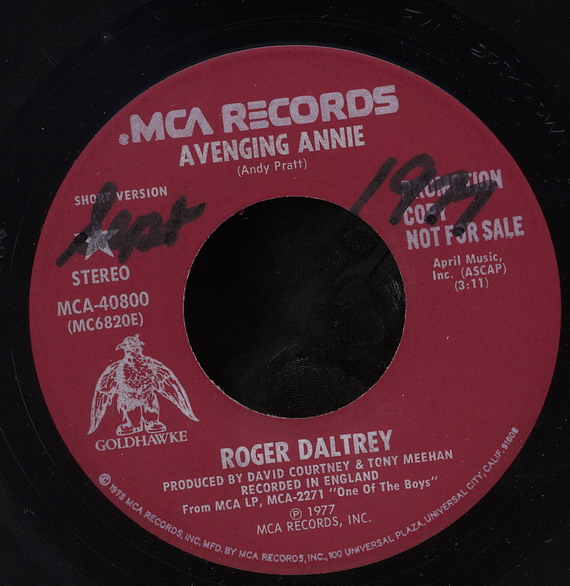 MCA RECORDS
AVENGING ANNIE
(Andy Pratt)
SHORT VERSION
Sept
1977
PROMOTION
COPY
NOT FOR SALE
STEREO
April Music,
Inc. (ASCAP)
(3:11)
MCA-40800
(MC6820E)
GOLDHAWKE
ROGER DALTREY
PRODUCED BY DAVID COURTNEY & TONY MEEHAN
RECORDED IN ENGLAND
From MCA LP, MCA-2271 "One Of The Boys"
Ⓟ 1977
MCA RECORDS, INC.
© 1973 MCA RECORDS, INC. MFD. BY MCA RECORDS, INC., 100 UNIVERSAL PLAZA, UNIVERSAL CITY, CALIF. 91608